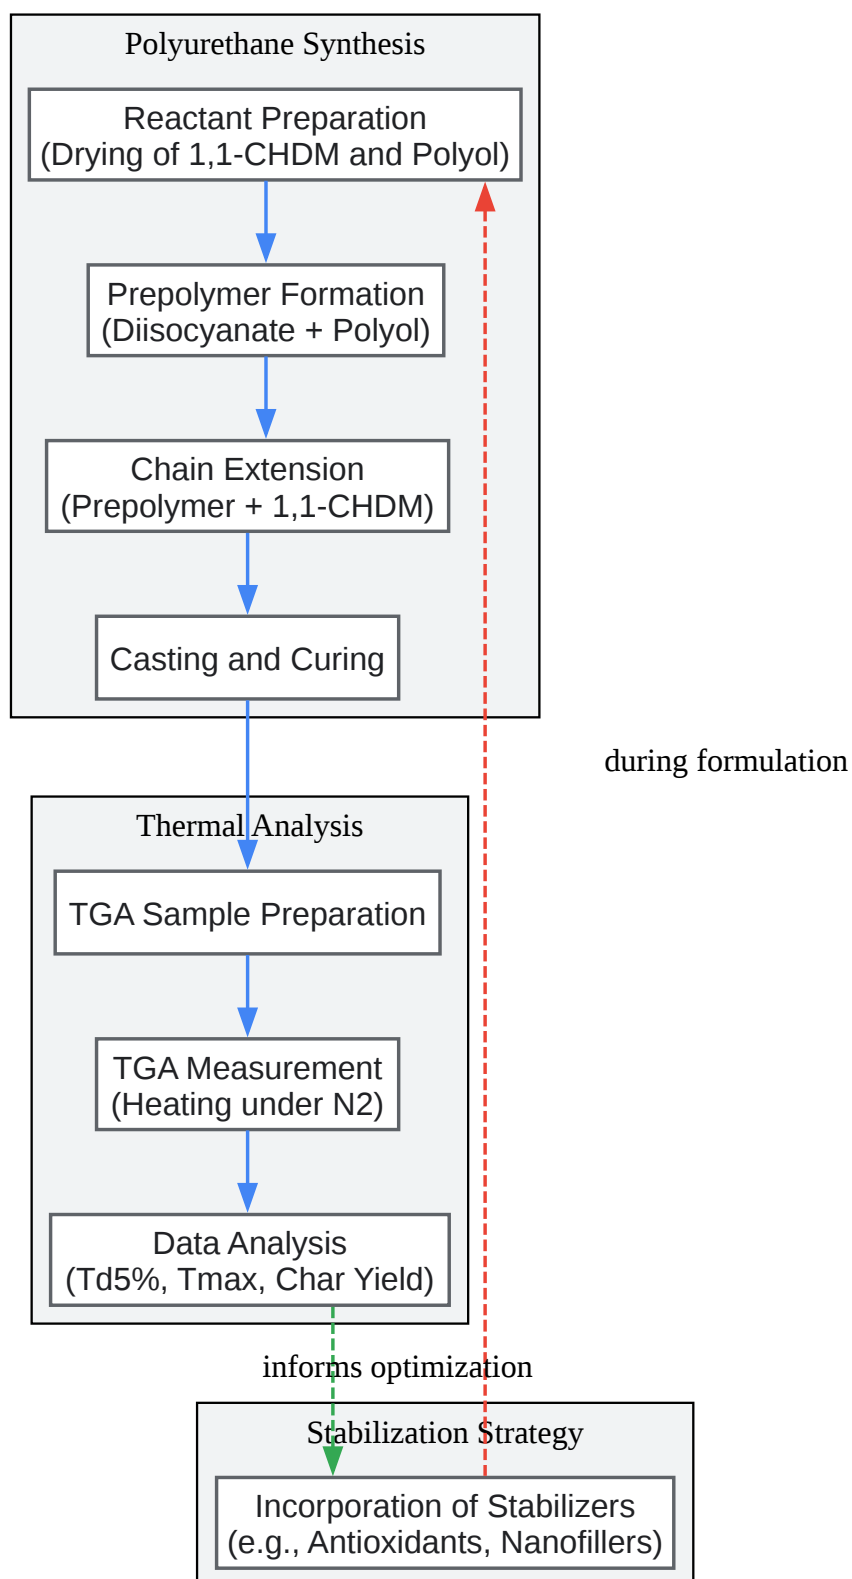 Polyurethane Synthesis
Reactant Preparation
(Drying of 1,1-CHDM and Polyol)
Prepolymer Formation
(Diisocyanate + Polyol)
Chain Extension
(Prepolymer + 1,1-CHDM)
Casting and Curing
during formulation
Thermal Analysis
TGA Sample Preparation
TGA Measurement
(Heating under N2)
Data Analysis
(Td5%, Tmax, Char Yield)
informs optimization
Stabilization Strategy
Incorporation of Stabilizers
(e.g., Antioxidants, Nanofillers)